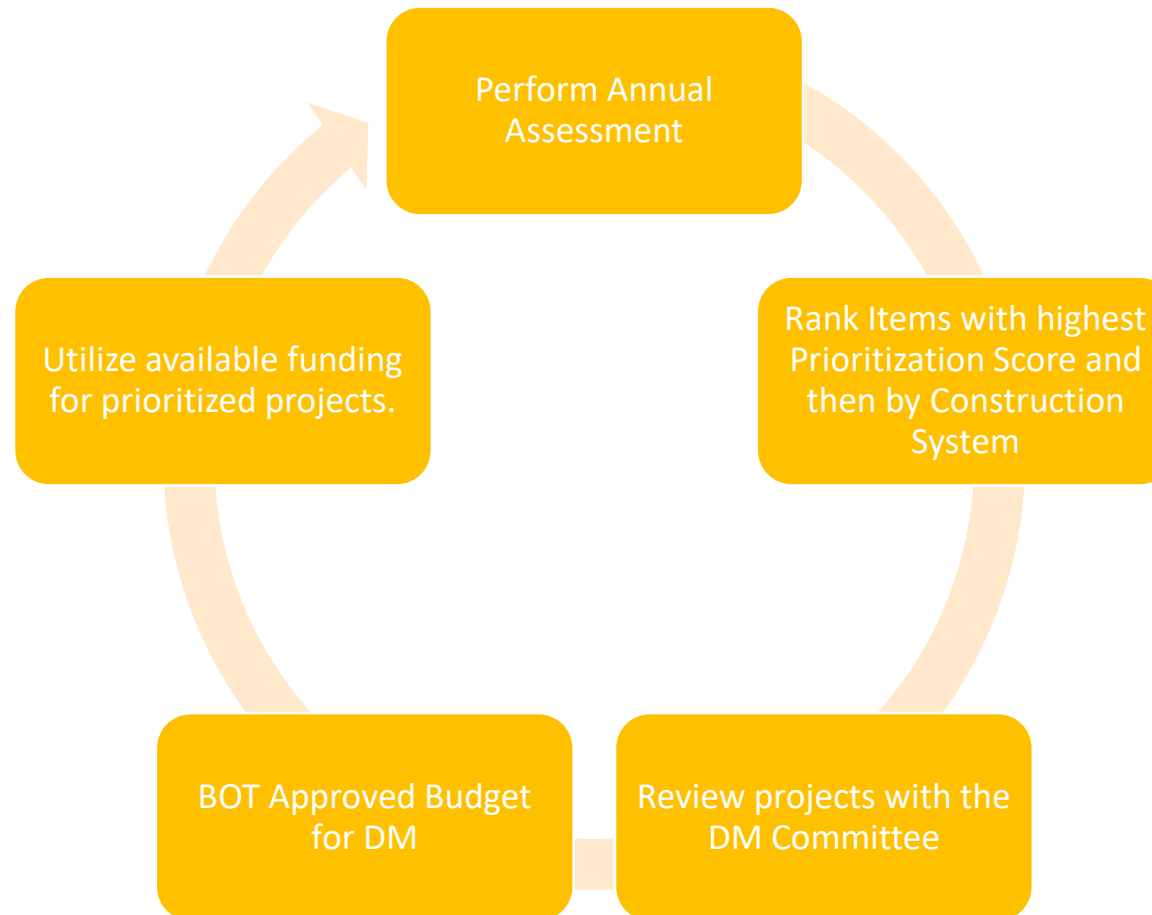 Perform Annual
Assessment
Rank Items with highest
Prioritization Score and
then by Construction
System
Review projects with the
DM Committee
BOT Approved Budget
for DM
Utilize available funding
for prioritized projects.